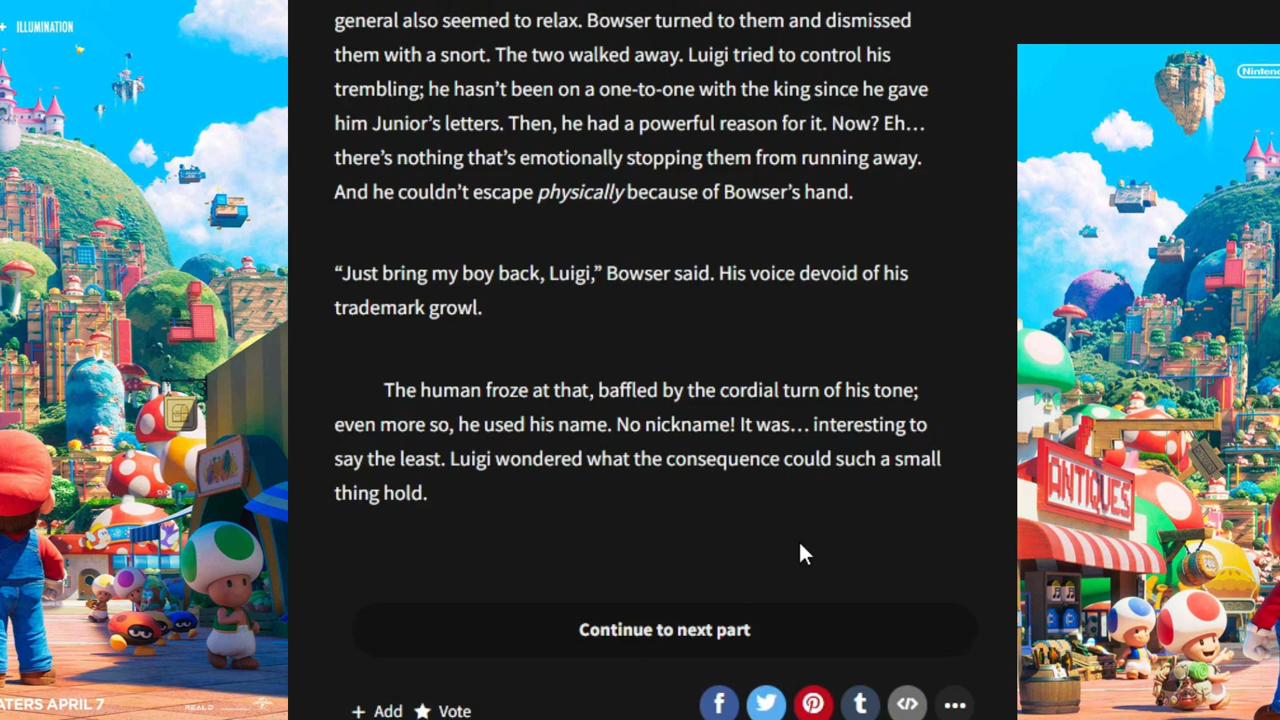 ILLUMINATION
general also seemed to relax. Bowser turned to them and dismissed
them with a snort. The two walked away. Luigi tried to control his
trembling; he hasn’t been on a one-to-one with the king since he gave
him Junior’s letters. Then, he had a powerful reason for it. Now? Eh…
there’s nothing that’s emotionally stopping them from running away.
And he couldn’t escape physically because of Bowser’s hand.
“Just bring my boy back, Luigi,” Bowser said. His voice devoid of his
trademark growl.
The human froze at that, baffled by the cordial turn of his tone;
even more so, he used his name. No nickname! It was… interesting to
say the least. Luigi wondered what the consequence could such a small
thing hold.
Continue to next part
+ Add ★ Vote
Nintendo
ANTIQUES
ATERS APRIL 7
REALD